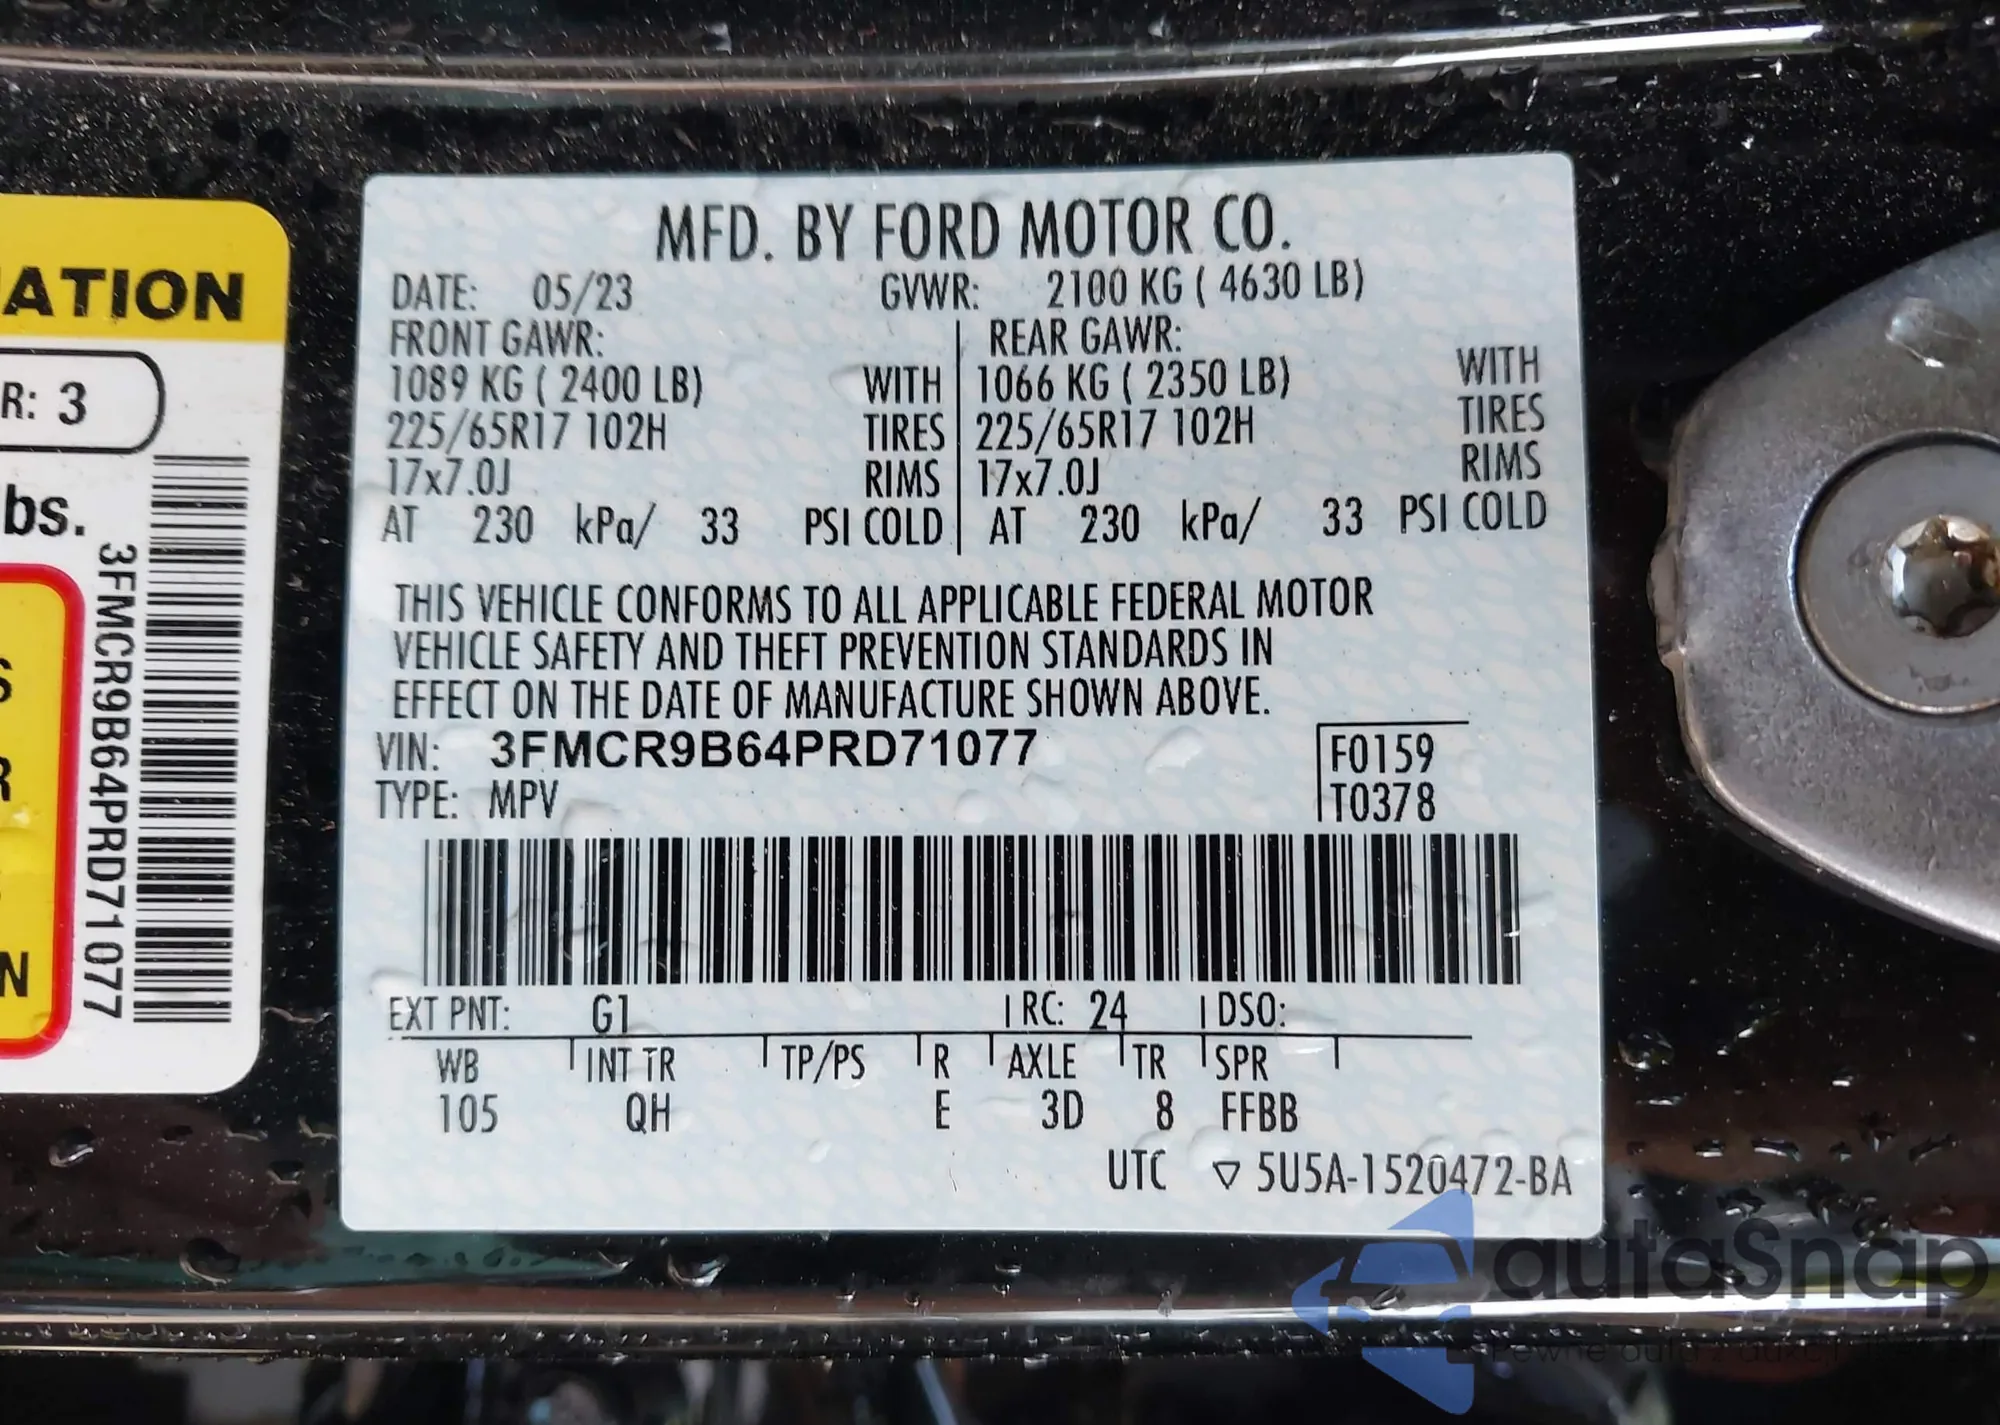 MFD. BY FORD MOTOR CO.
DATE: 05/23 GVWR: 2100 KG ( 4630 LB)
FRONT GAWR: REAR GAWR:
1089 KG ( 2400 LB) WITH 1066 KG ( 2350 LB) WITH
225/65R17 102H TIRES 225/65R17 102H TIRES
17x7.0J RIMS 17x7.0J RIMS
AT 230 kPa/ 33 PSI COLD AT 230 kPa/ 33 PSI COLD
THIS VEHICLE CONFORMS TO ALL APPLICABLE FEDERAL MOTOR
VEHICLE SAFETY AND THEFT PREVENTION STANDARDS IN
EFFECT ON THE DATE OF MANUFACTURE SHOWN ABOVE.
VIN: 3FMCR9B64PRD71077 F0159
TYPE: MPV T0378
EXT PNT: G1 RC: 24 DSO:
WB INT TR TP/PS R AXLE TR SPR
105 QH E 3D 8 FFBB
UTC ▽ 5U5A-1520472-BA
ATION
R: 3
bs.
3FMCR9B64PRD71077
S
R
N
autaSnap